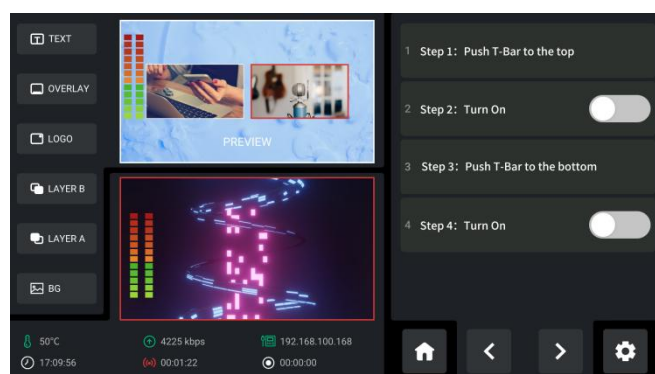 TEXT
OVERLAY
LOGO
LAYER B
LAYER A
BG
PREVIEW
50°C
4225 kbps
192.168.100.168
17:09:56
00:01:22
00:00:00
1 Step 1: Push T-Bar to the top
2 Step 2: Turn On
3 Step 3: Push T-Bar to the bottom
4 Step 4: Turn On